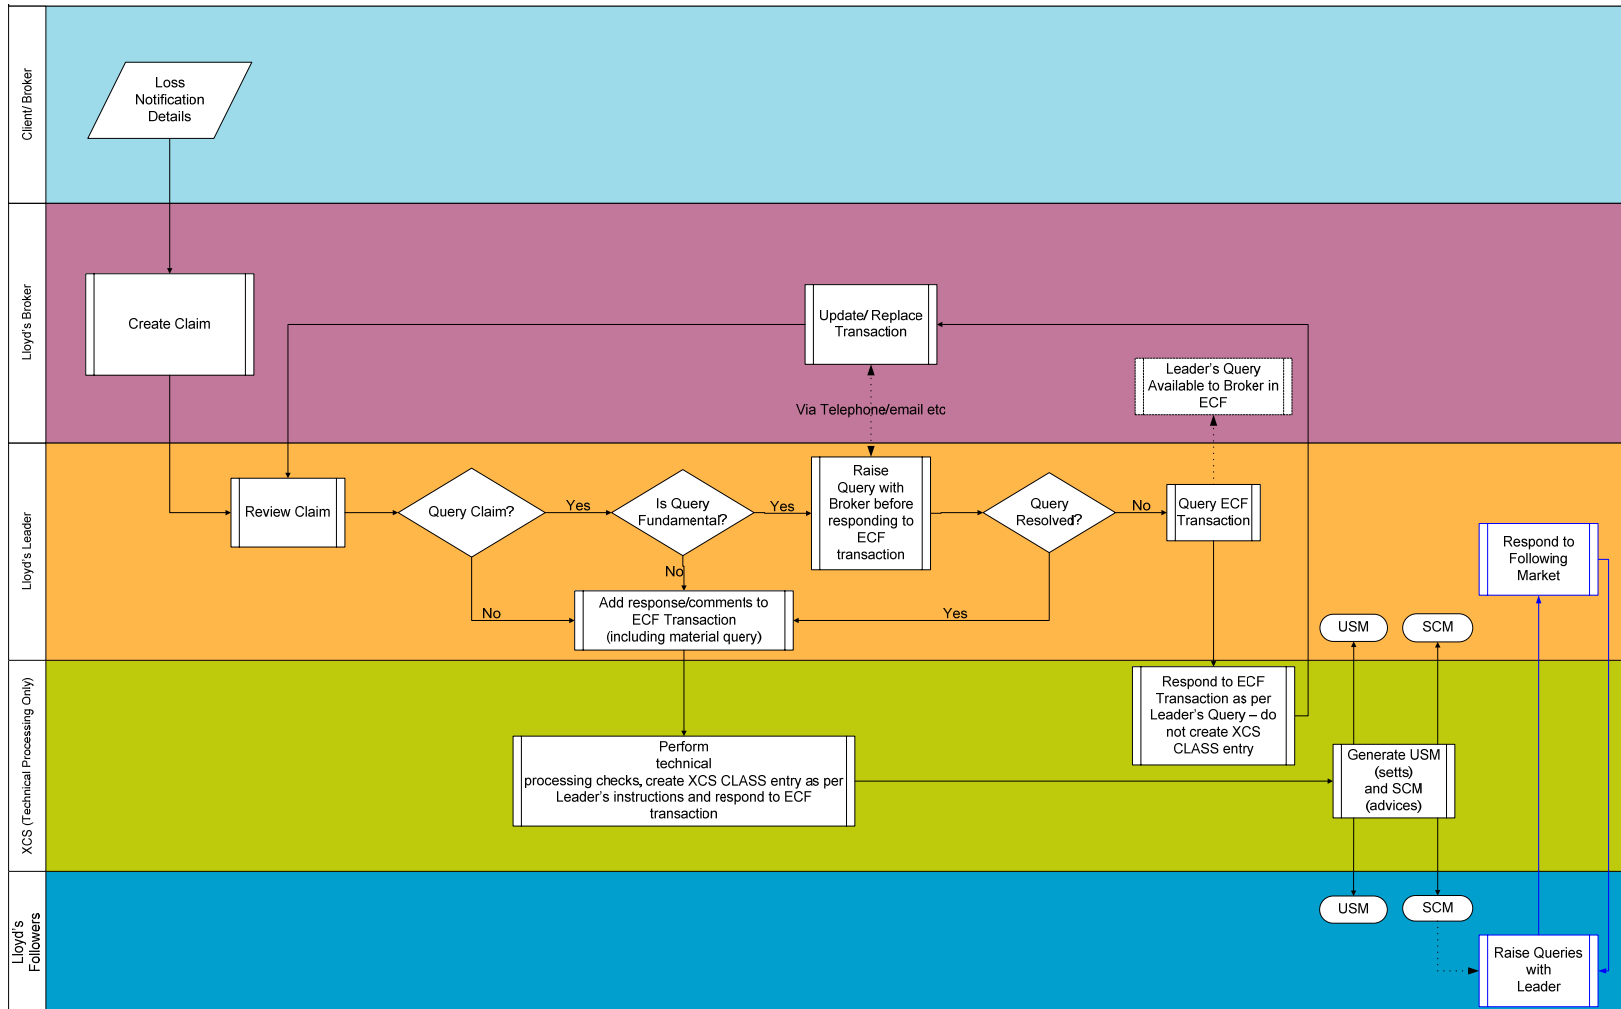 Client/ Broker
Loss
Notification
Details
Lloyd's Broker
Create Claim
Update/ Replace
Transaction
Via Telephone/email etc
Leader's Query
Available to Broker in
ECF
Lloyd's Leader
Review Claim
Query Claim?
Yes
No
Is Query
Fundamental?
Yes
No
Raise
Query with
Broker before
responding to
ECF
transaction
Query
Resolved?
No
Yes
Query ECF
Transaction
Add response/comments to
ECF Transaction
(including material query)
Respond to
Following
Market
USM
SCM
XCS (Technical Processing Only)
Respond to ECF
Transaction as per
Leader's Query – do
not create XCS
CLASS entry
Perform
technical
processing checks, create XCS CLASS entry as per
Leader's instructions and respond to ECF
transaction
Generate USM
(setts)
and SCM
(advices)
Lloyd's
Followers
USM
SCM
Raise Queries
with
Leader